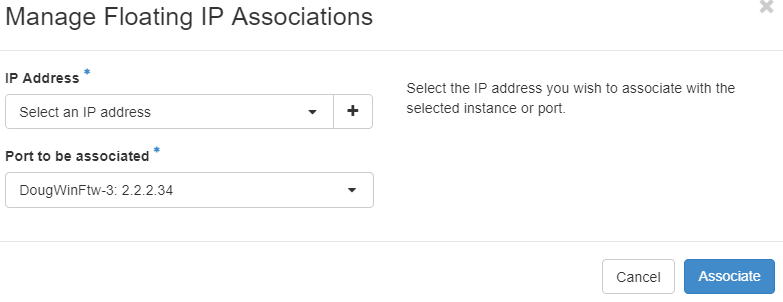 Manage Floating IP Associations
×
IP Address *
Select an IP address
+
Select the IP address you wish to associate with the
selected instance or port.
Port to be associated *
DougWinFtw-3: 2.2.2.34
Cancel
Associate